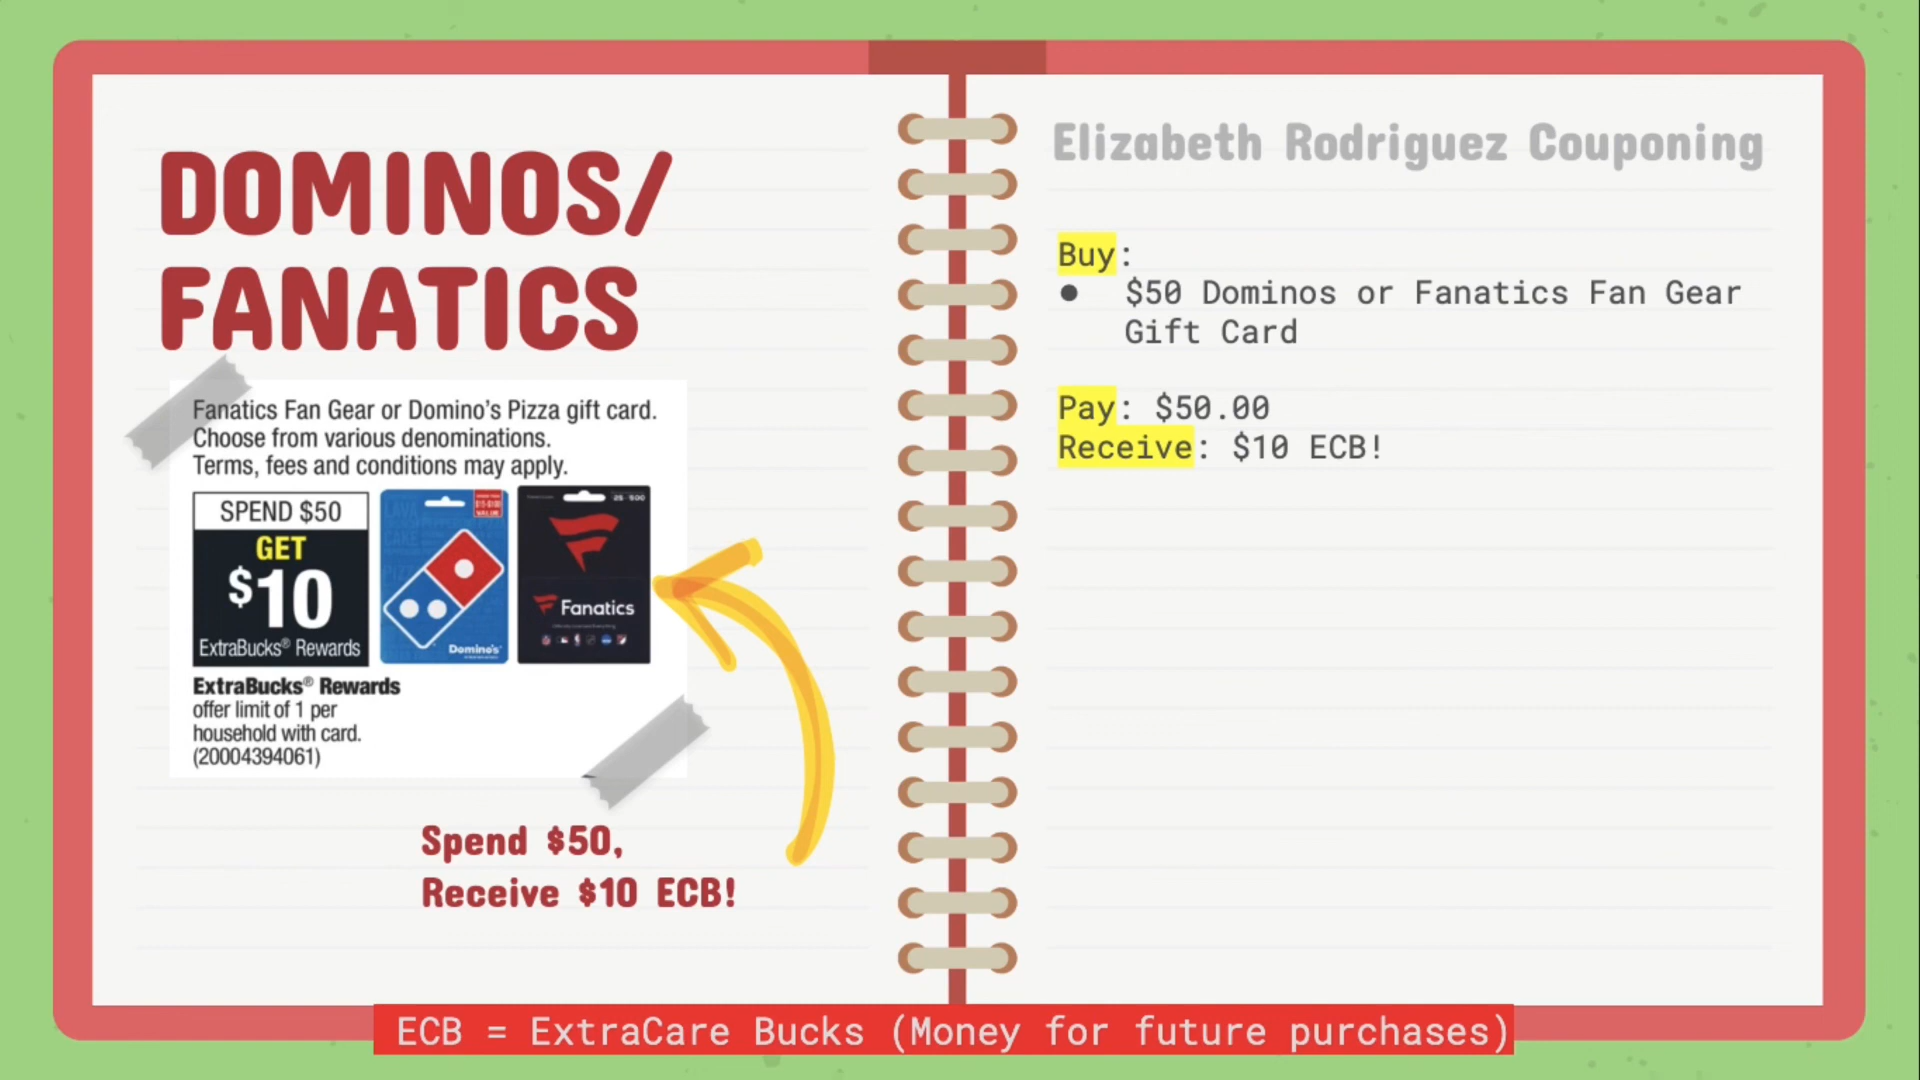 DOMINOS/
FANATICS
Fanatics Fan Gear or Domino's Pizza gift card.
Choose from various denominations.
Terms, fees and conditions may apply.
SPEND $50
GET
$10
ExtraBucks® Rewards
Domino's
25 500
Fanatics
ExtraBucks® Rewards
offer limit of 1 per
household with card.
(20004394061)
Spend $50,
Receive $10 ECB!
Elizabeth Rodriguez Couponing
Buy:
● $50 Dominos or Fanatics Fan Gear
Gift Card
Pay: $50.00
Receive: $10 ECB!
ECB = ExtraCare Bucks (Money for future purchases)